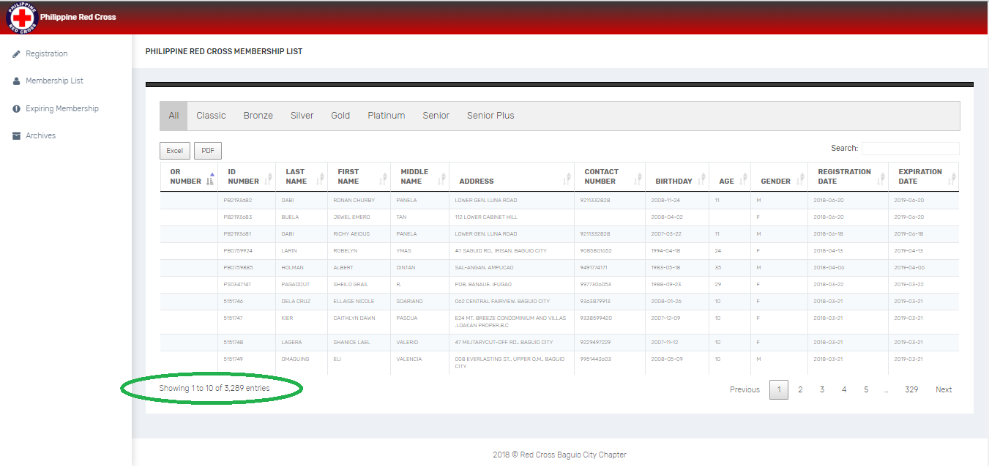 PHILIPPINE RED CROSS
Philippine Red Cross
Registration
Membership List
Expiring Membership
Archives
PHILIPPINE RED CROSS MEMBERSHIP LIST
All Classic Bronze Silver Gold Platinum Senior Senior Plus
Excel PDF
Search:
OR NUMBER ID NUMBER LAST NAME FIRST NAME MIDDLE NAME ADDRESS CONTACT NUMBER BIRTHDAY AGE GENDER REGISTRATION DATE EXPIRATION DATE
PB2193682 GABI RONAN CHURBY PANELA LOWER GEN. LUNA ROAD 9211332828 2008-11-24 11 M 2018-06-20 2019-06-20
PB2193683 BUELA JEWEL EMERO TAN 112 LOWER CABINET HILL 2008-04-02 F 2018-06-20 2019-06-20
PB2193681 GABI RICHY AEIOUS PANELA LOWER GEN. LUNA ROAD 9211332828 2007-03-22 11 M 2018-06-18 2019-06-18
PB0759924 LARIN ROBELYN YMAS #7 SAGUID RD., IRISAN, BAGUIO CITY 9085801652 1994-04-18 24 F 2018-04-13 2019-04-13
PB0759885 HOLMAN ALBERT DINTAN SAL-ANGAN, AMPUCAO 9491774171 1983-05-18 35 M 2018-04-06 2019-04-06
PS0347147 PAGADDUT SHEILO GRAIL R. POB. BANAUE, IFUGAO 9977306053 1988-09-23 29 F 2018-03-22 2019-03-22
5151746 DELA CRUZ ELLAISE NICOLE SOARIANO 062 CENTRAL FAIRVIEW, BAGUIO CITY 9363879913 2008-01-26 10 F 2018-03-21 2019-03-21
5151747 KIER CAITHLYN DAWN PASCUA E24 MT. BREEZE CONDOMINIUM AND VILLAS ,LOAKAN PROPER,B.C 9338599420 2007-12-09 10 F 2018-03-21 2019-03-21
5151748 LAGERA SHANICE LAEL VALERIO 47 MILITARYCUT-OFF RD., BAGUIO CITY 9229497229 2007-11-12 10 F 2018-03-21 2019-03-21
5151749 OMAGUING ELI VALENCIA 008 EVERLASTING ST., UPPER Q.M., BAGUIO CITY 9951443603 2008-05-09 10 M 2018-03-21 2019-03-21
Showing 1 to 10 of 3,289 entries
Previous 1 2 3 4 5 … 329 Next
2018 © Red Cross Baguio City Chapter